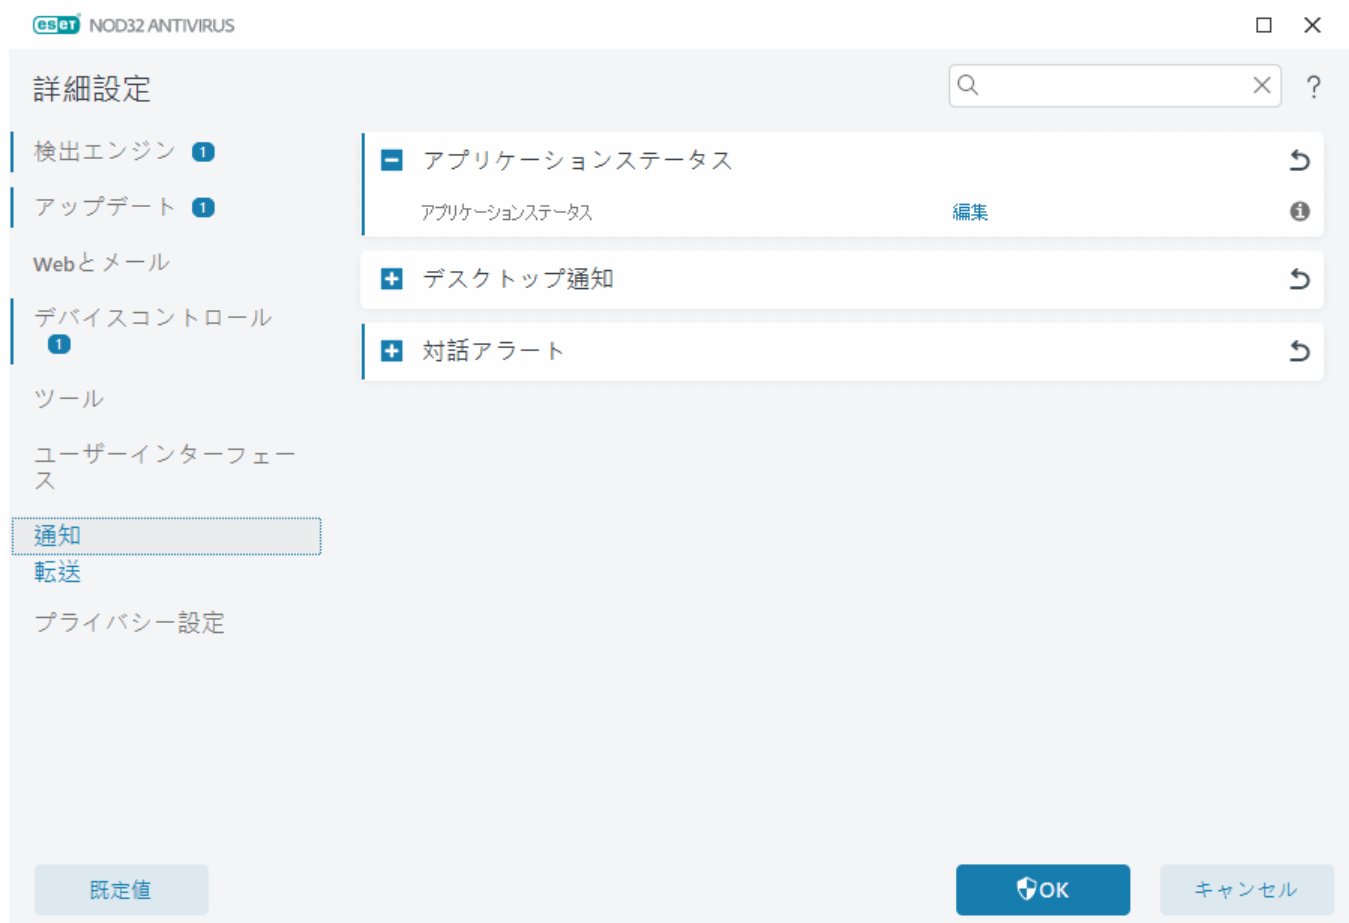 eset NOD32 ANTIVIRUS
詳細設定
?
検出エンジン 1
アップデート 1
Webとメール
デバイスコントロール
1
ツール
ユーザーインターフェー
ス
通知
転送
プライバシー設定
アプリケーションステータス
アプリケーションステータス 編集
デスクトップ通知
対話アラート
既定値
OK
キャンセル